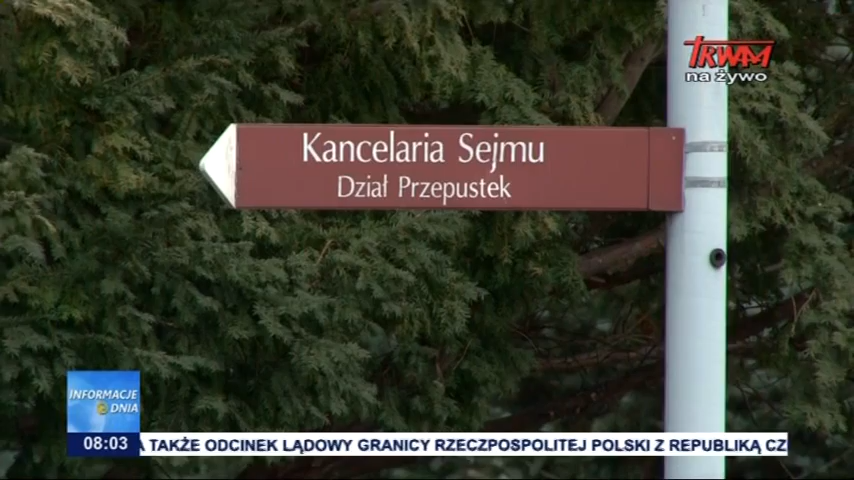 TRWAM
na żywo
Kancelaria Sejmu
Dział Przepustek
INFORMACJE
DNIA
08:03
TAKŻE ODCINEK LĄDOWY GRANICY RZECZPOSPOLITEJ POLSKI Z REPUBLIKĄ